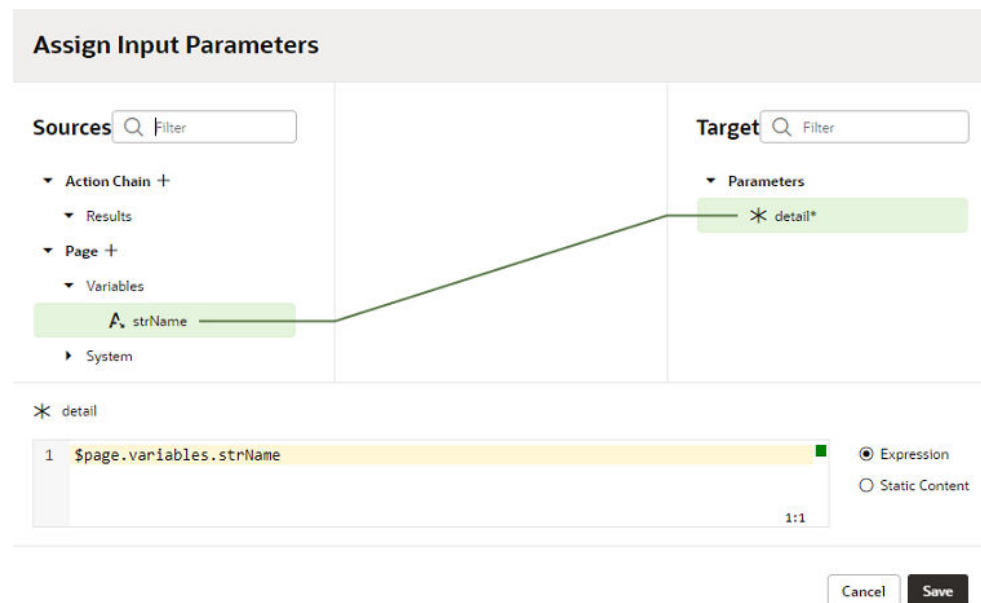 Assign Input Parameters
Sources Filter
Target Filter
Action Chain +
Results
Page +
Variables
strName
System
Parameters
detail*
detail
1 $page.variables.strName
1:1
Expression
Static Content
Cancel Save